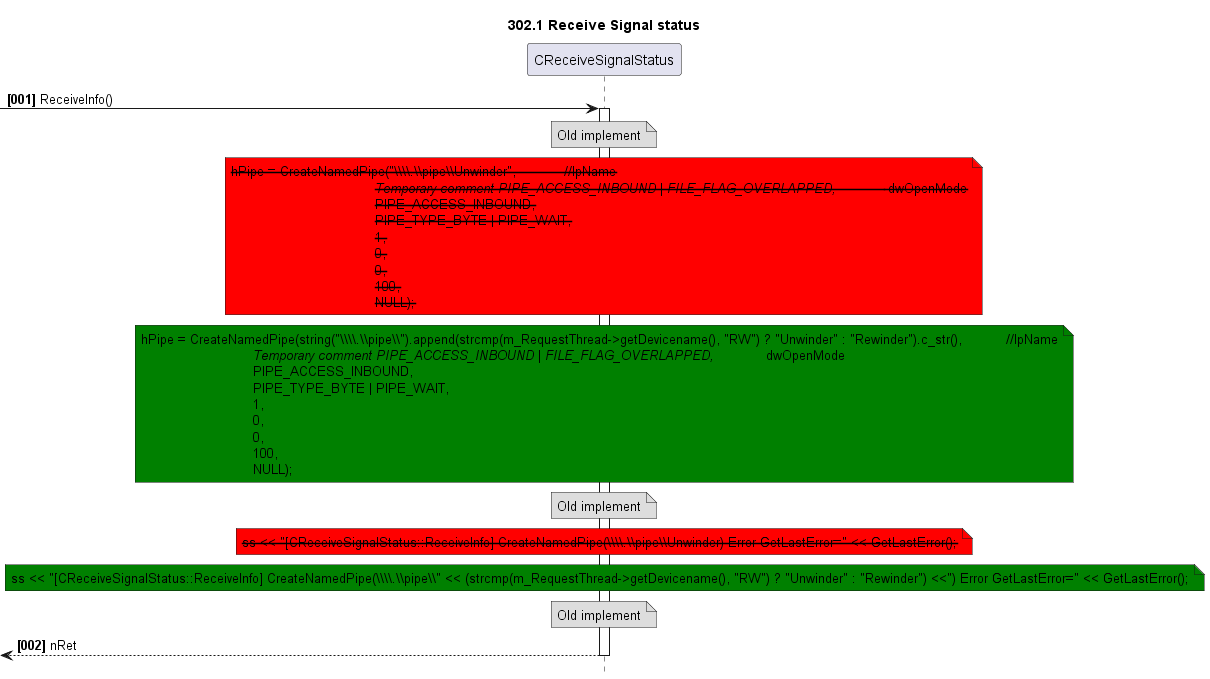 302.1 Receive Signal status
CReceiveSignalStatus
[001] ReceiveInfo()
Old implement
hPipe = CreateNamedPipe("\\\\.\\pipe\\Unwinder", //lpName
Temporary comment PIPE_ACCESS_INBOUND | FILE_FLAG_OVERLAPPED, dwOpenMode
PIPE_ACCESS_INBOUND,
PIPE_TYPE_BYTE | PIPE_WAIT,
1,
0,
0,
100,
NULL);
hPipe = CreateNamedPipe(string("\\\\.\\pipe\\").append(strcmp(m_RequestThread->getDevicename(), "RW") ? "Unwinder" : "Rewinder").c_str(), //lpName
Temporary comment PIPE_ACCESS_INBOUND | FILE_FLAG_OVERLAPPED, dwOpenMode
PIPE_ACCESS_INBOUND,
PIPE_TYPE_BYTE | PIPE_WAIT,
1,
0,
0,
100,
NULL);
Old implement
ss << "[CReceiveSignalStatus::ReceiveInfo] CreateNamedPipe(\\\\.\\pipe\\Unwinder) Error GetLastError=" << GetLastError();
ss << "[CReceiveSignalStatus::ReceiveInfo] CreateNamedPipe(\\\\.\\pipe\\" << (strcmp(m_RequestThread->getDevicename(), "RW") ? "Unwinder" : "Rewinder") <<") Error GetLastError=" << GetLastError();
Old implement
[002] nRet